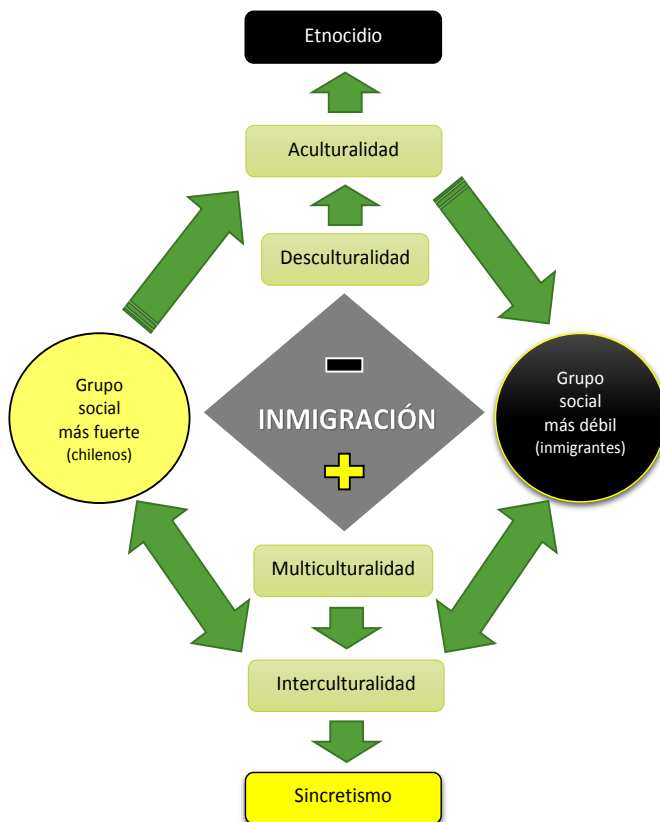 Etnocidio
Aculturalidad
Desculturalidad
Grupo
social
más fuerte
(chilenos)
INMIGRACIÓN
Grupo
social
más débil
(inmigrantes)
Multiculturalidad
Interculturalidad
Sincretismo